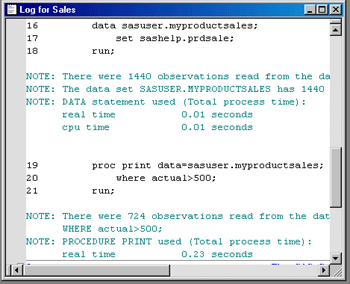 Log for Sales
16 data sasuser.myproductsales;
17 set sashelp.prdsale;
18 run;
NOTE: There were 1440 observations read from the da
NOTE: The data set SASUSER.MYPRODUCTSALES has 1440
NOTE: DATA statement used (Total process time):
real time 0.01 seconds
cpu time 0.01 seconds
19 proc print data=sasuser.myproductsales;
20 where actual>500;
21 run;
NOTE: There were 724 observations read from the dat
WHERE actual>500;
NOTE: PROCEDURE PRINT used (Total process time):
real time 0.23 seconds